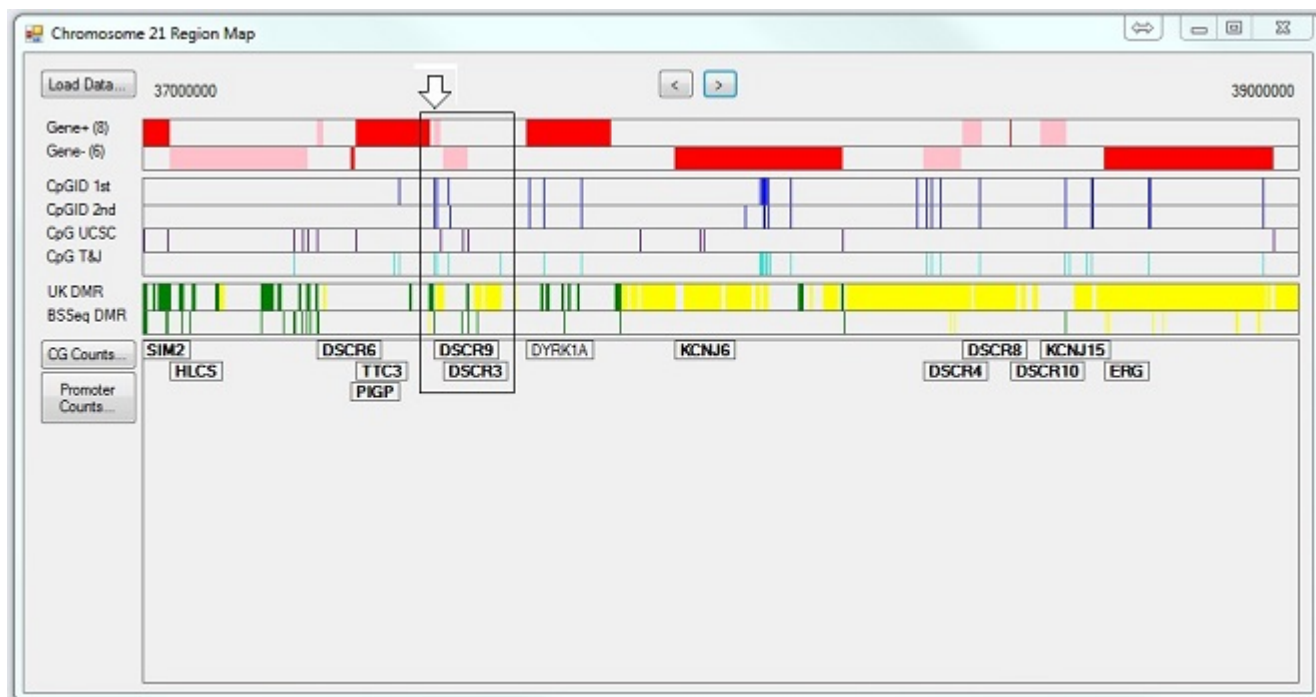 Chromosome 21 Region Map
Load Data...
37000000
<
>
39000000
Gene+ (8)
Gene- (6)
CpGID 1st
CpGID 2nd
CpG UCSC
CpG T&J
UK DMR
BSSeq DMR
CG Counts...
SIM2 DSCR6 DSCR9 DYRK1A KCNJ6 DSCR8 KCNJ15
HLCS TTC3 DSCR3 DSCR4 DSCR10 ERG
PIGP
Promoter
Counts...